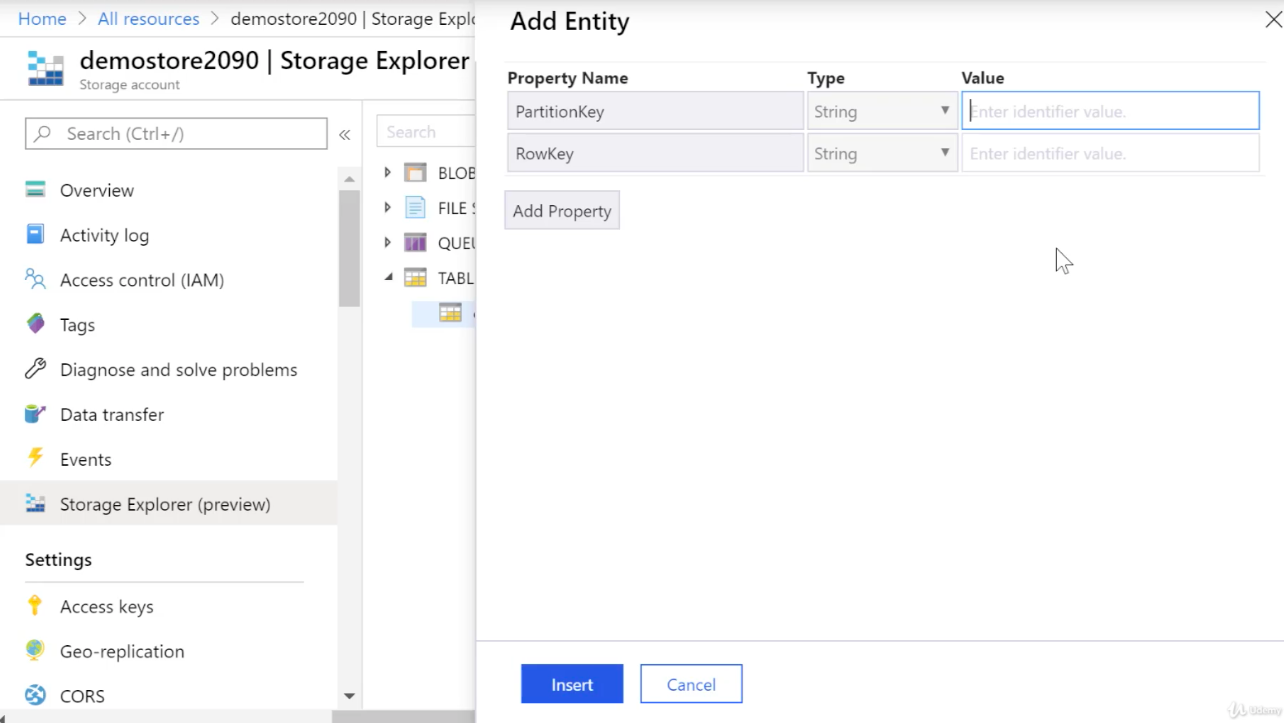 Home > All resources > demostore2090 | Storage Explo
demostore2090 | Storage Explorer
Storage account
Search (Ctrl+/)
«
Overview
Activity log
Access control (IAM)
Tags
Diagnose and solve problems
Data transfer
Events
Storage Explorer (preview)
Settings
Access keys
Geo-replication
CORS
Search
BLOB
FILE S
QUEU
TABL
Add Entity
Property Name Type Value
PartitionKey String Enter identifier value.
RowKey String Enter identifier value.
Add Property
Insert Cancel
Udemy